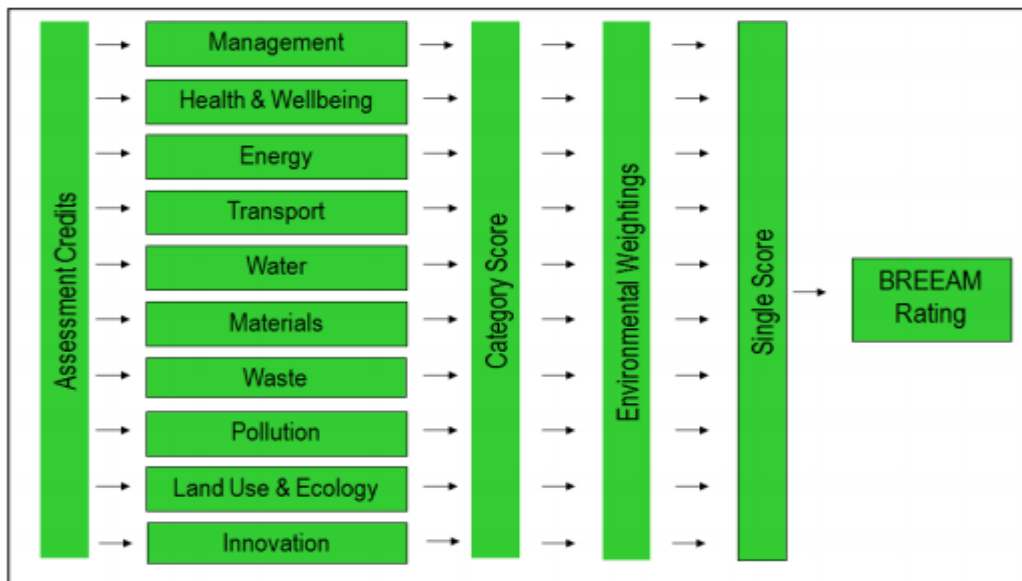 Assessment Credits
Management
Health & Wellbeing
Energy
Transport
Water
Materials
Waste
Pollution
Land Use & Ecology
Innovation
Category Score
Environmental Weightings
Single Score
BREEAM
Rating